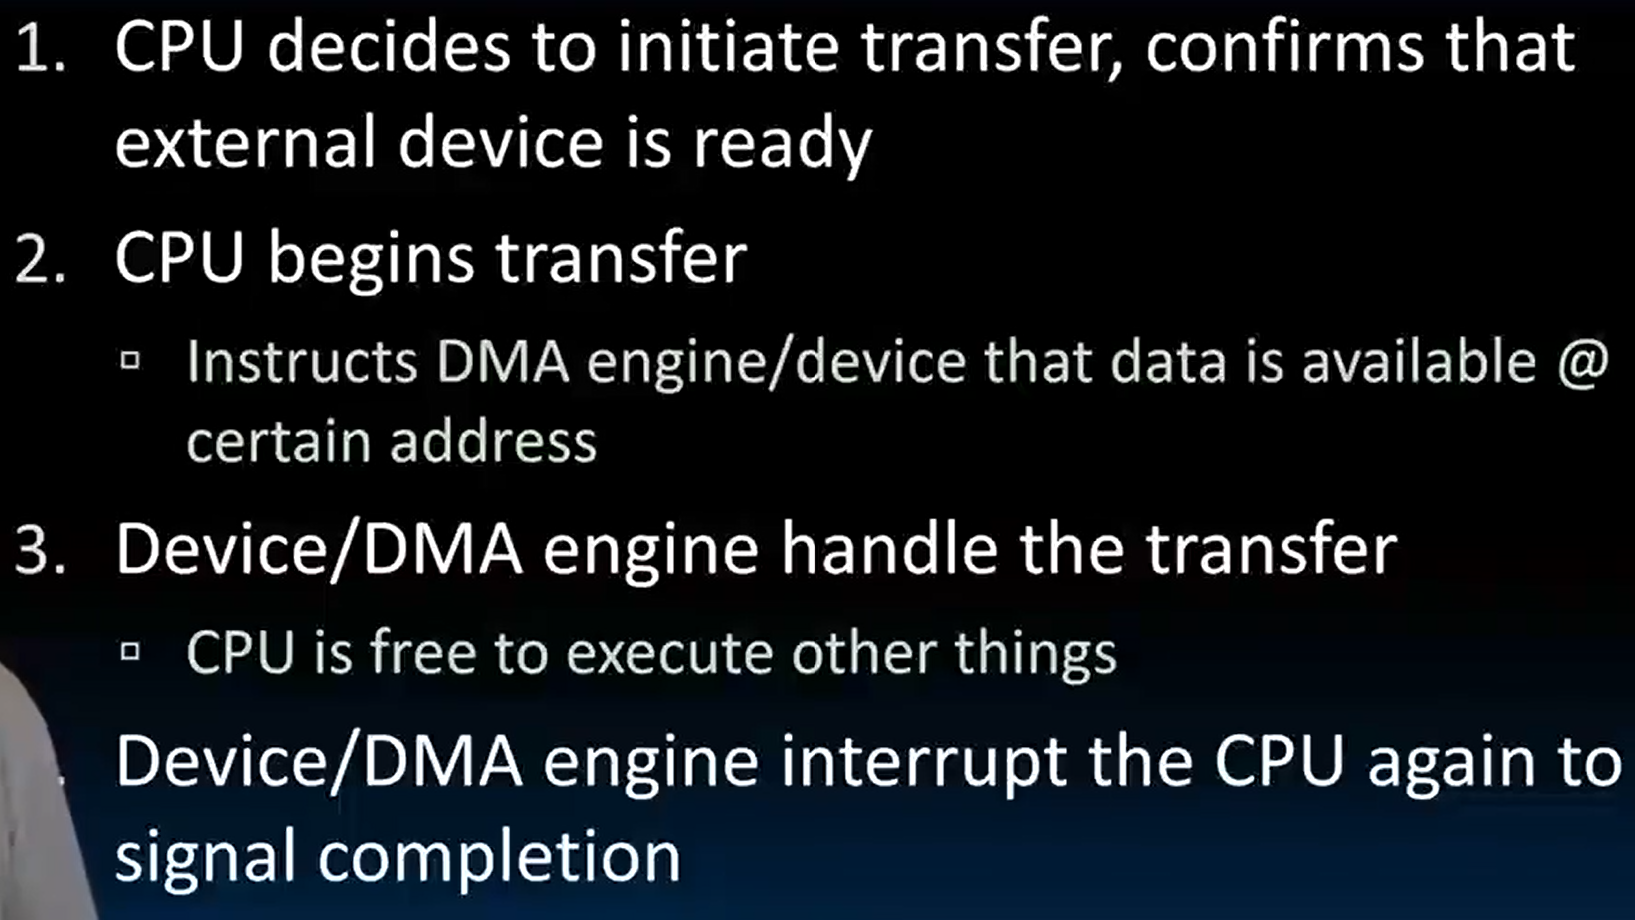 1. CPU decides to initiate transfer, confirms that
external device is ready
2. CPU begins transfer
▫ Instructs DMA engine/device that data is available @
certain address
3. Device/DMA engine handle the transfer
▫ CPU is free to execute other things
. Device/DMA engine interrupt the CPU again to
signal completion